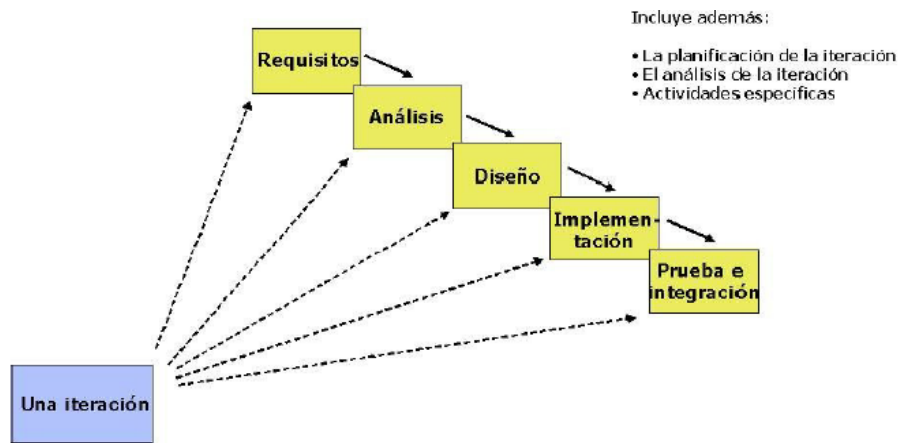 Incluye además:
• La planificación de la iteración
• El análisis de la iteración
• Actividades específicas
Requisitos
Análisis
Diseño
Implemen-
tación
Prueba e
integración
Una iteración